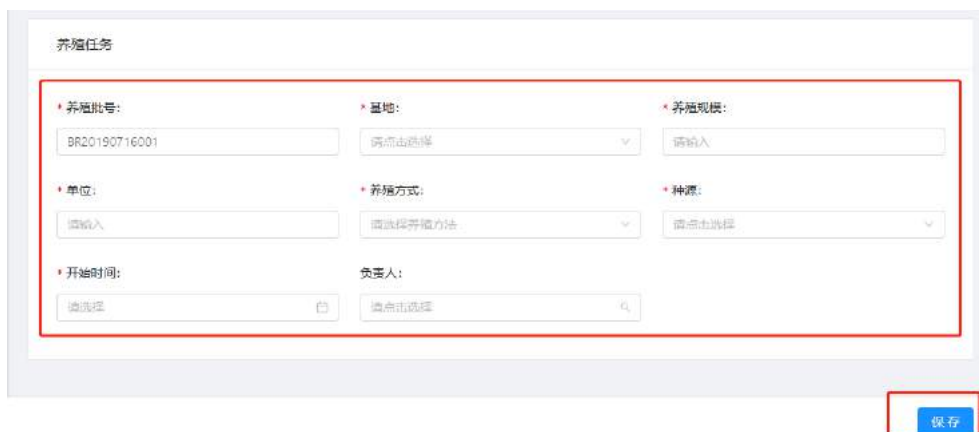 养殖任务
* 养殖批号: * 基地: * 养殖规模:
BR20190716001 请点击选择 请输入
* 单位: * 养殖方式: * 种源:
请输入 请选择养殖方法 请点击选择
* 开始时间: 负责人:
请选择 请点击选择
保存